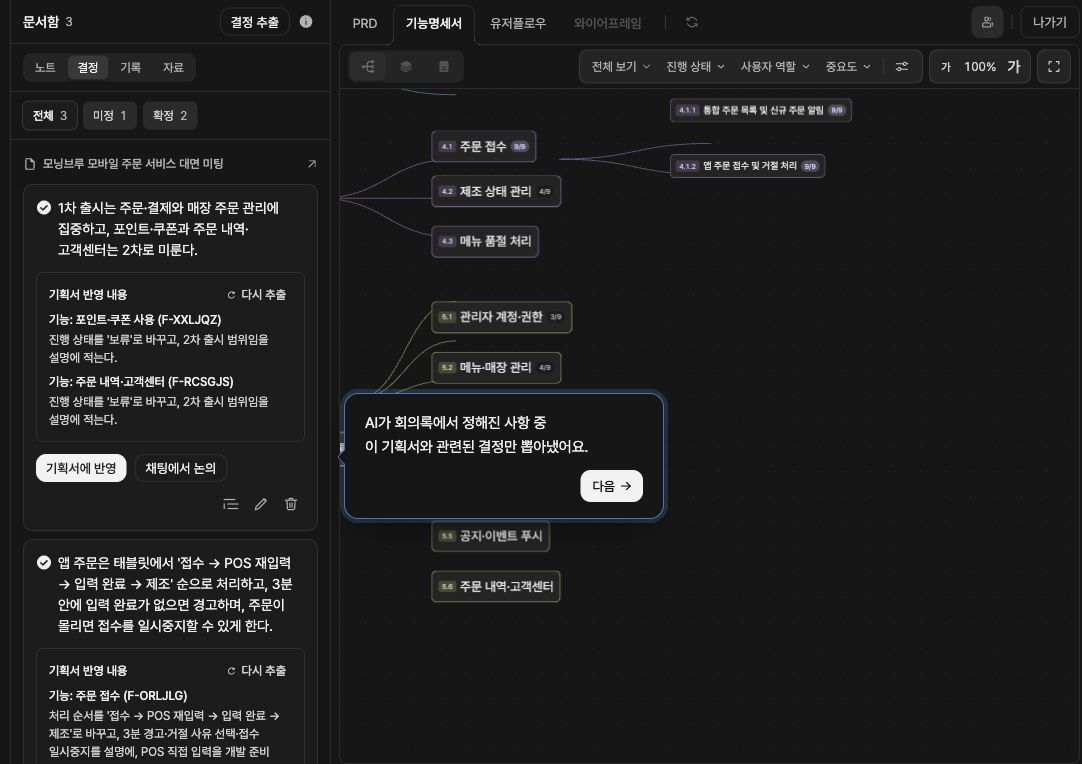 문서함 3
결정 추출
PRD
기능명세서
유저플로우
와이어프레임
나가기
노트 결정 기록 자료
전체 보기
진행 상태
사용자 역할
중요도
가 100% 가
전체 3
미정 1
확정 2
모닝브루 모바일 주문 서비스 대면 미팅
1차 출시는 주문·결제와 매장 주문 관리에
집중하고, 포인트·쿠폰과 주문 내역·
고객센터는 2차로 미룬다.
기획서 반영 내용
다시 추출
기능: 포인트·쿠폰 사용 (F-XXLJQZ)
진행 상태를 '보류'로 바꾸고, 2차 출시 범위임을
설명에 적는다.
기능: 주문 내역·고객센터 (F-RCSGJS)
진행 상태를 '보류'로 바꾸고, 2차 출시 범위임을
설명에 적는다.
기획서에 반영
채팅에서 논의
앱 주문은 태블릿에서 '접수 → POS 재입력
→ 입력 완료 → 제조' 순으로 처리하고, 3분
안에 입력 완료가 없으면 경고하며, 주문이
몰리면 접수를 일시중지할 수 있게 한다.
기획서 반영 내용
다시 추출
기능: 주문 접수 (F-ORLJLG)
처리 순서를 '접수 → POS 재입력 → 입력 완료 →
제조'로 바꾸고, 3분 경고·거절 사유 선택·접수
일시중지를 설명에, POS 직접 입력을 개발 준비
4.1.1 통합 주문 목록 및 신규 주문 알림 9/9
4.1 주문 접수 9/9
4.1.2 앱 주문 접수 및 거절 처리 9/9
4.2 제조 상태 관리 4/9
4.3 메뉴 품절 처리
5.1 관리자 계정·권한 3/9
5.2 메뉴·매장 관리 4/9
AI가 회의록에서 정해진 사항 중
이 기획서와 관련된 결정만 뽑아냈어요.
다음 →
5.5 공지·이벤트 푸시
5.6 주문 내역·고객센터